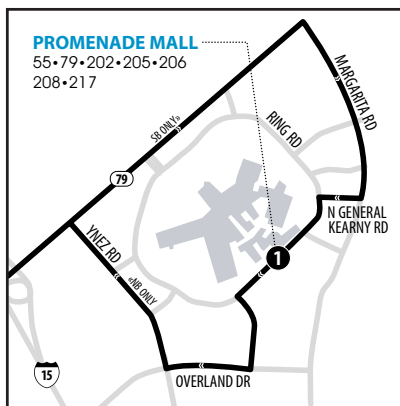 PROMENADE MALL
55•79•202•205•206
208•217
MARGARITA RD
SB ONLY»
RING RD
79
N GENERAL
KEARNY RD
YNEZ RD
«NB ONLY
1
15
OVERLAND DR